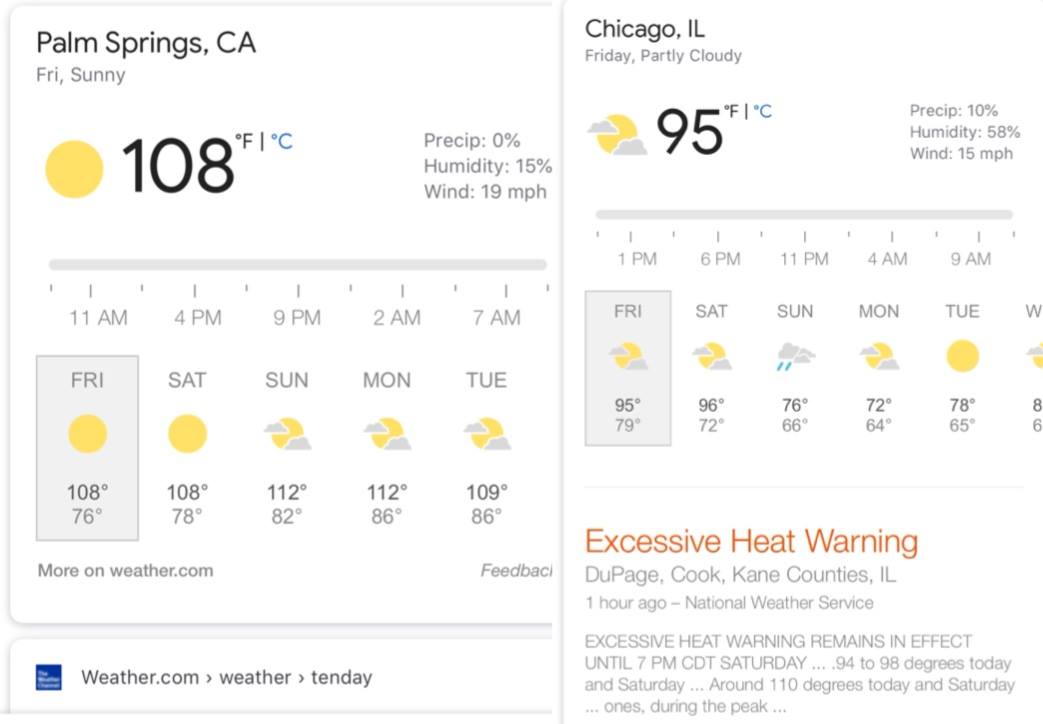 Palm Springs, CA
Fri, Sunny
108 °F | °C
Precip: 0%
Humidity: 15%
Wind: 19 mph
11 AM 4 PM 9 PM 2 AM 7 AM
FRI SAT SUN MON TUE
108° 108° 112° 112° 109°
76° 78° 82° 86° 86°
More on weather.com Feedbac
The Weather Channel
Weather.com › weather › tenday
Chicago, IL
Friday, Partly Cloudy
95 °F | °C
Precip: 10%
Humidity: 58%
Wind: 15 mph
1 PM 6 PM 11 PM 4 AM 9 AM
FRI SAT SUN MON TUE W
95° 96° 76° 72° 78° 8
79° 72° 66° 64° 65° 6
Excessive Heat Warning
DuPage, Cook, Kane Counties, IL
1 hour ago – National Weather Service
EXCESSIVE HEAT WARNING REMAINS IN EFFECT
UNTIL 7 PM CDT SATURDAY ... .94 to 98 degrees today
and Saturday ... Around 110 degrees today and Saturday
... ones, during the peak ...